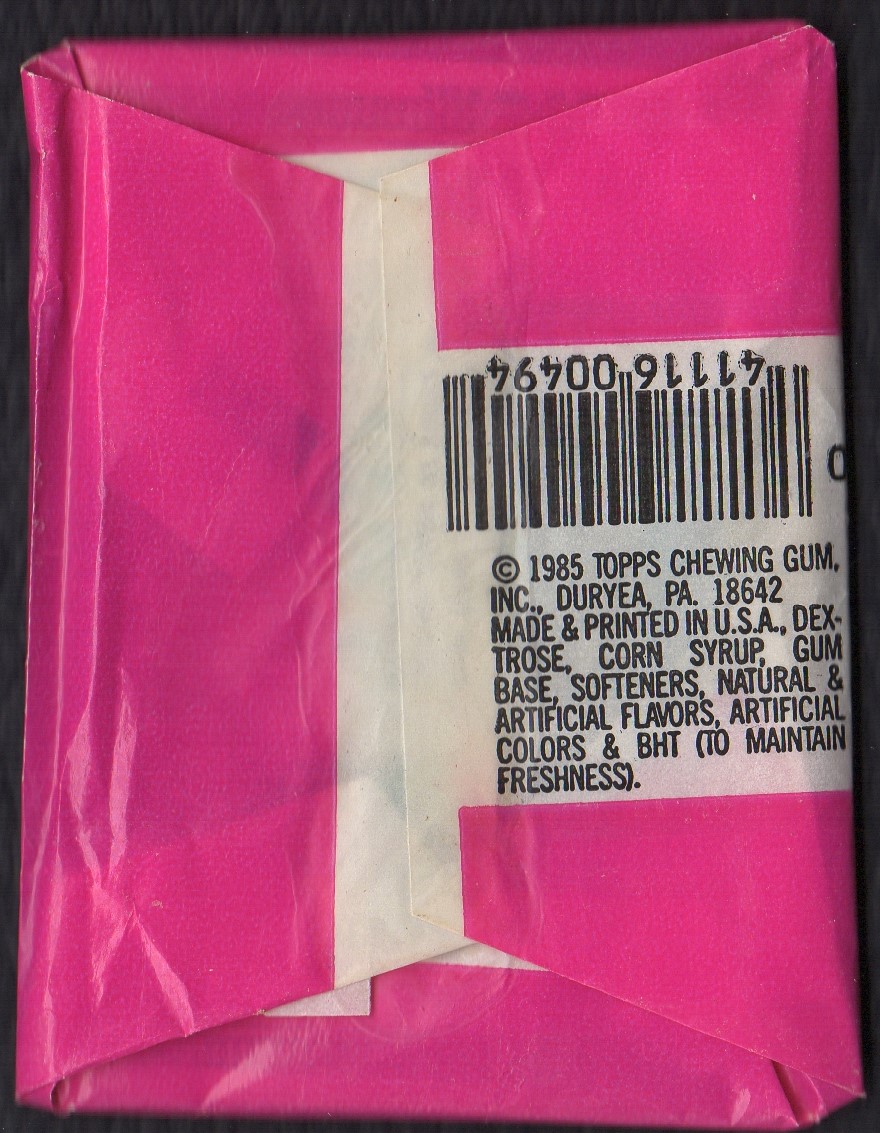 0 41116 00494
© 1985 TOPPS CHEWING GUM,
INC., DURYEA, PA. 18642
MADE & PRINTED IN U.S.A., DEX-
TROSE, CORN SYRUP, GUM
BASE, SOFTENERS, NATURAL &
ARTIFICIAL FLAVORS, ARTIFICIAL
COLORS & BHT (TO MAINTAIN
FRESHNESS).